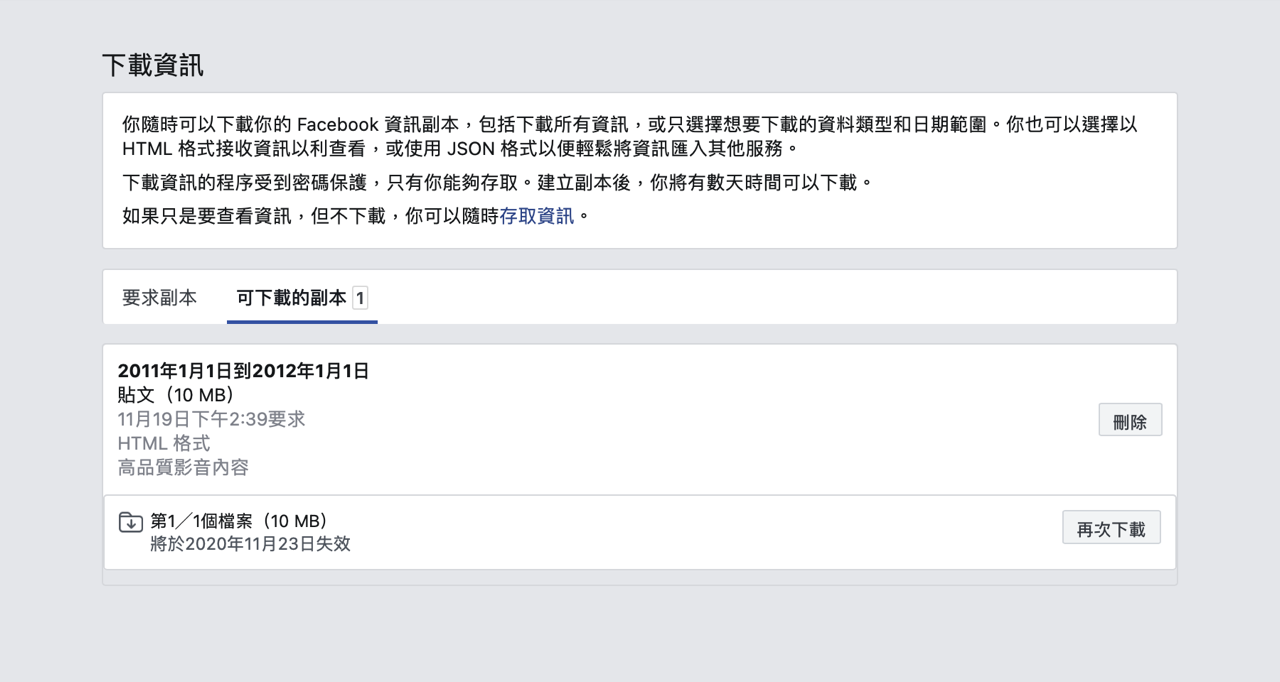 下載資訊
你隨時可以下載你的 Facebook 資訊副本，包括下載所有資訊，或只選擇想要下載的資料類型和日期範圍。你也可以選擇以
HTML 格式接收資訊以利查看，或使用 JSON 格式以便輕鬆將資訊匯入其他服務。
下載資訊的程序受到密碼保護，只有你能夠存取。建立副本後，你將有數天時間可以下載。
如果只是要查看資訊，但不下載，你可以隨時存取資訊。
要求副本 可下載的副本 1
2011年1月1日到2012年1月1日
貼文（10 MB）
11月19日下午2:39要求
HTML 格式
高品質影音內容
刪除
第1／1個檔案（10 MB）
將於2020年11月23日失效
再次下載